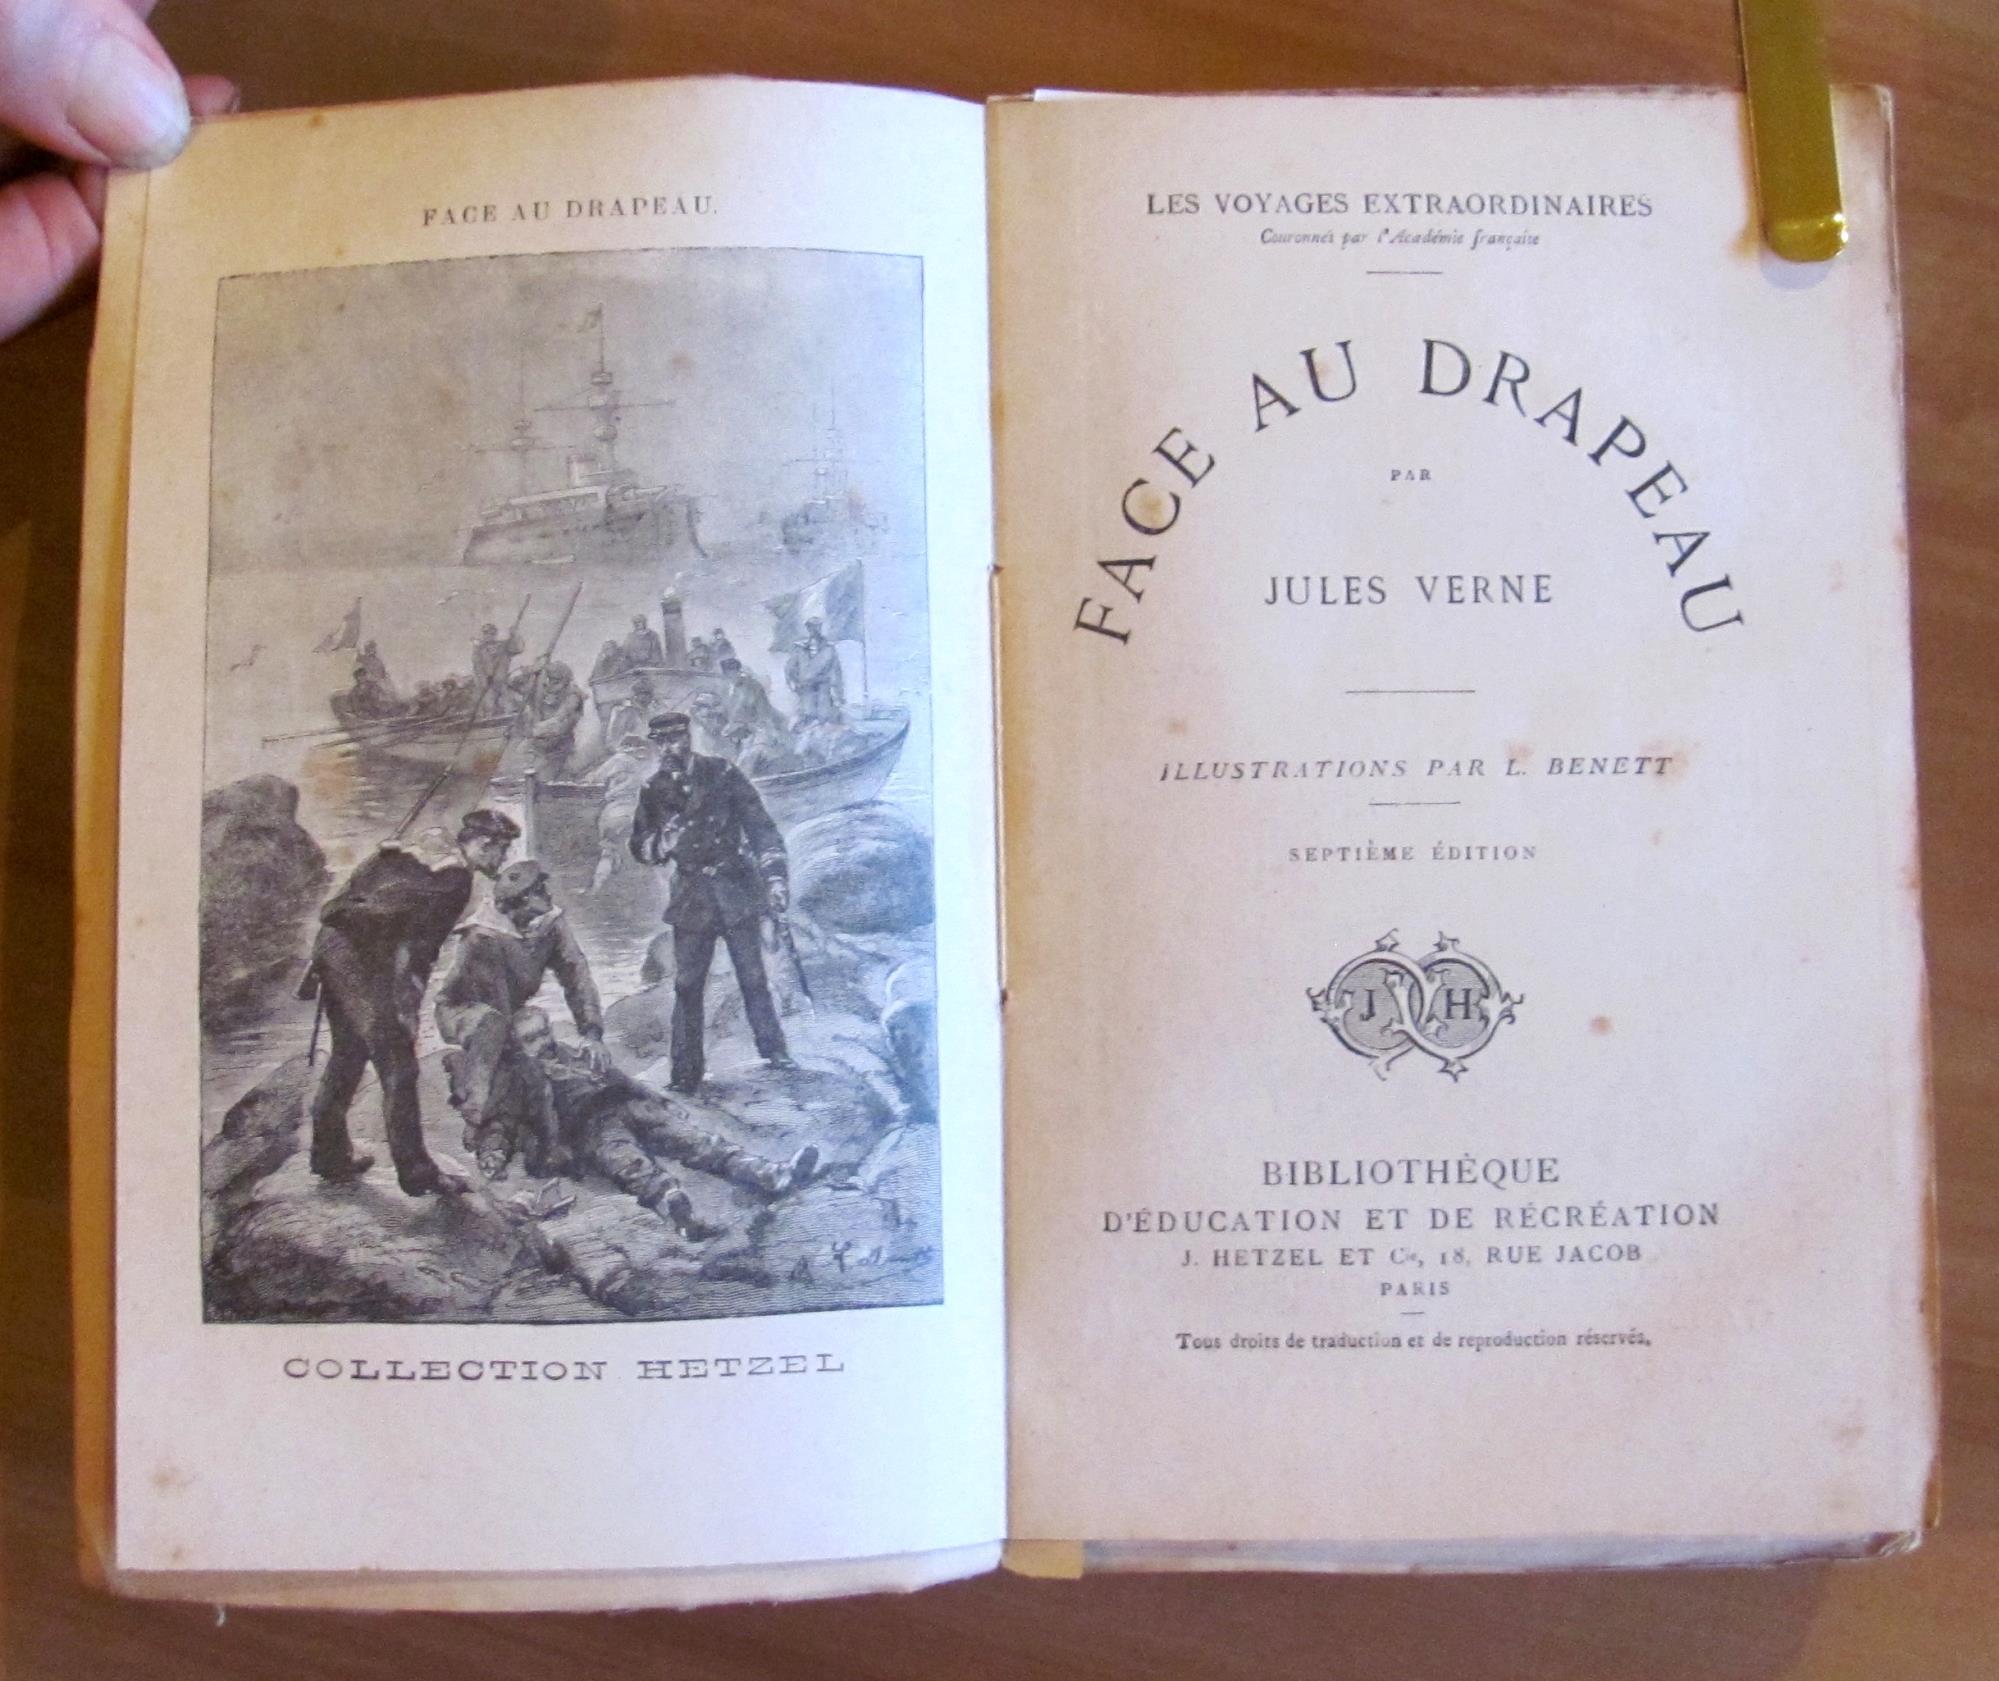 FACE AU DRAPEAU.
COLLECTION HETZEL
LES VOYAGES EXTRAORDINAIRES
Couronnés par l'Académie française
FACE AU DRAPEAU
PAR
JULES VERNE
ILLUSTRATIONS PAR L. BENETT
SEPTIÈME ÉDITION
J H
BIBLIOTHÈQUE
D'ÉDUCATION ET DE RÉCRÉATION
J. HETZEL ET Cie, 18, RUE JACOB
PARIS
Tous droits de traduction et de reproduction réservés.